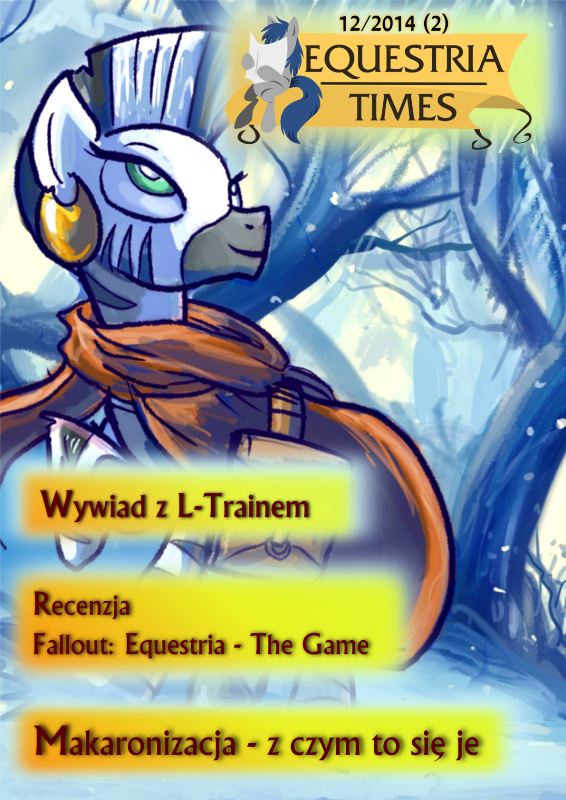 12/2014 (2)
EQUESTRIA
TIMES
Wywiad z L-Trainem
Recenzja
Fallout: Equestria - The Game
Makaronizacja - z czym to się je